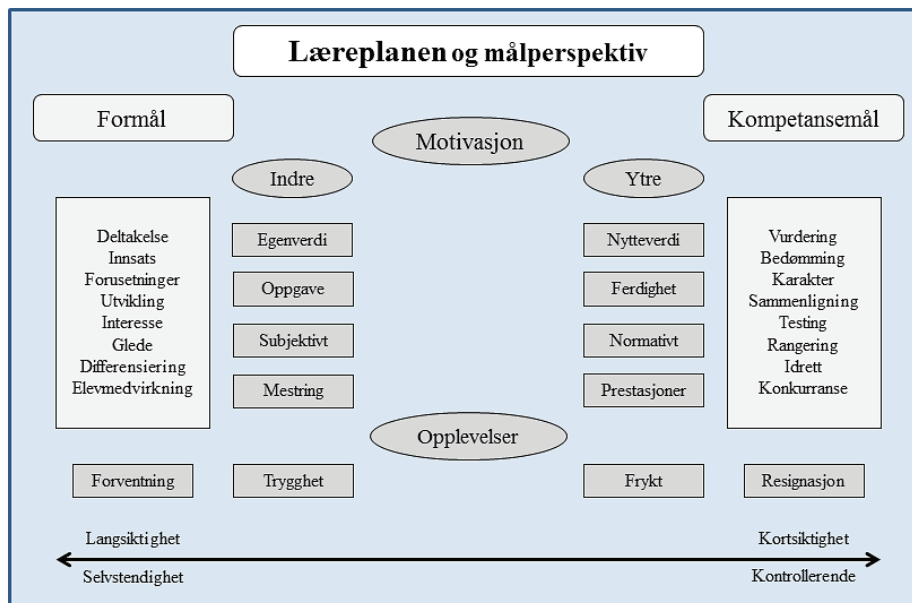 Læreplanen og målperspektiv
Formål
Kompetansemål
Motivasjon
Indre
Ytre
Deltakelse
Innsats
Forusetninger
Utvikling
Interesse
Glede
Differensiering
Elevmedvirkning
Egenverdi
Oppgave
Subjektivt
Mestring
Nytteverdi
Ferdighet
Normativt
Prestasjoner
Vurdering
Bedømming
Karakter
Sammenligning
Testing
Rangering
Idrett
Konkurranse
Opplevelser
Forventning
Trygghet
Frykt
Resignasjon
Langsiktighet
Kortsiktighet
Selvstendighet
Kontrollerende